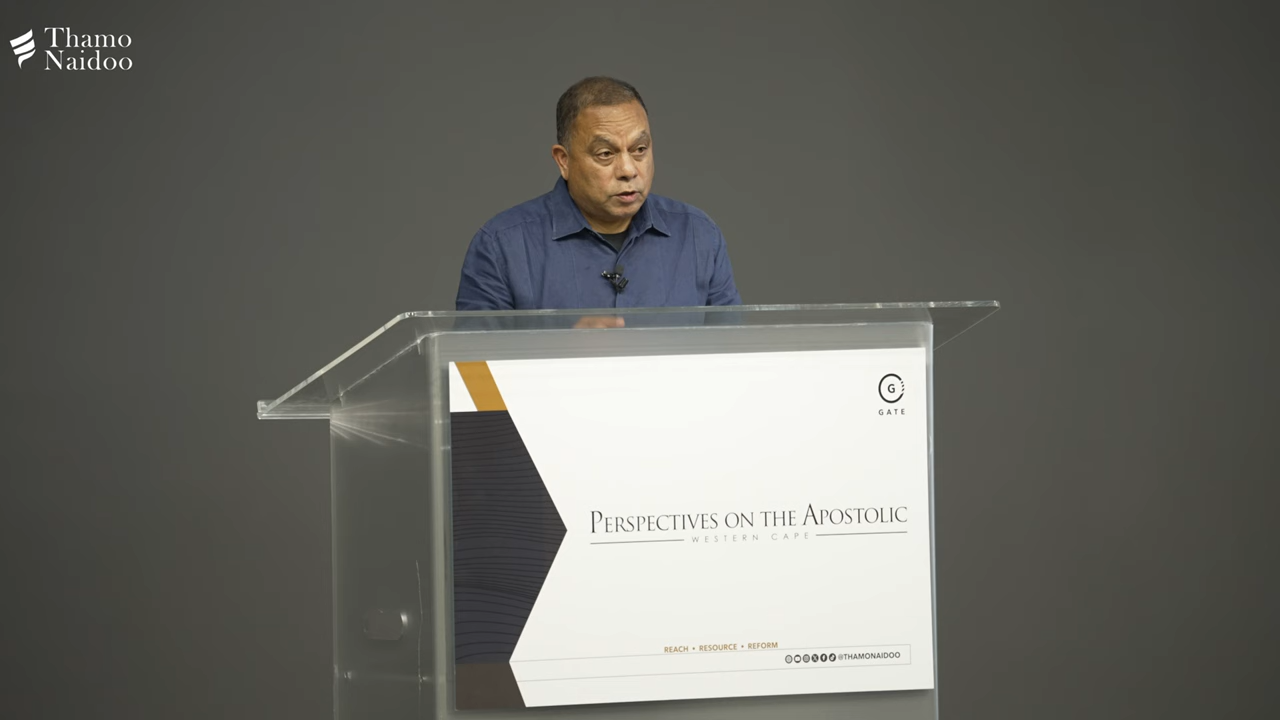 Thamo
Naidoo
G
GATE
PERSPECTIVES ON THE APOSTOLIC
WESTERN CAPE
REACH • RESOURCE • REFORM
@THAMONAIDOO